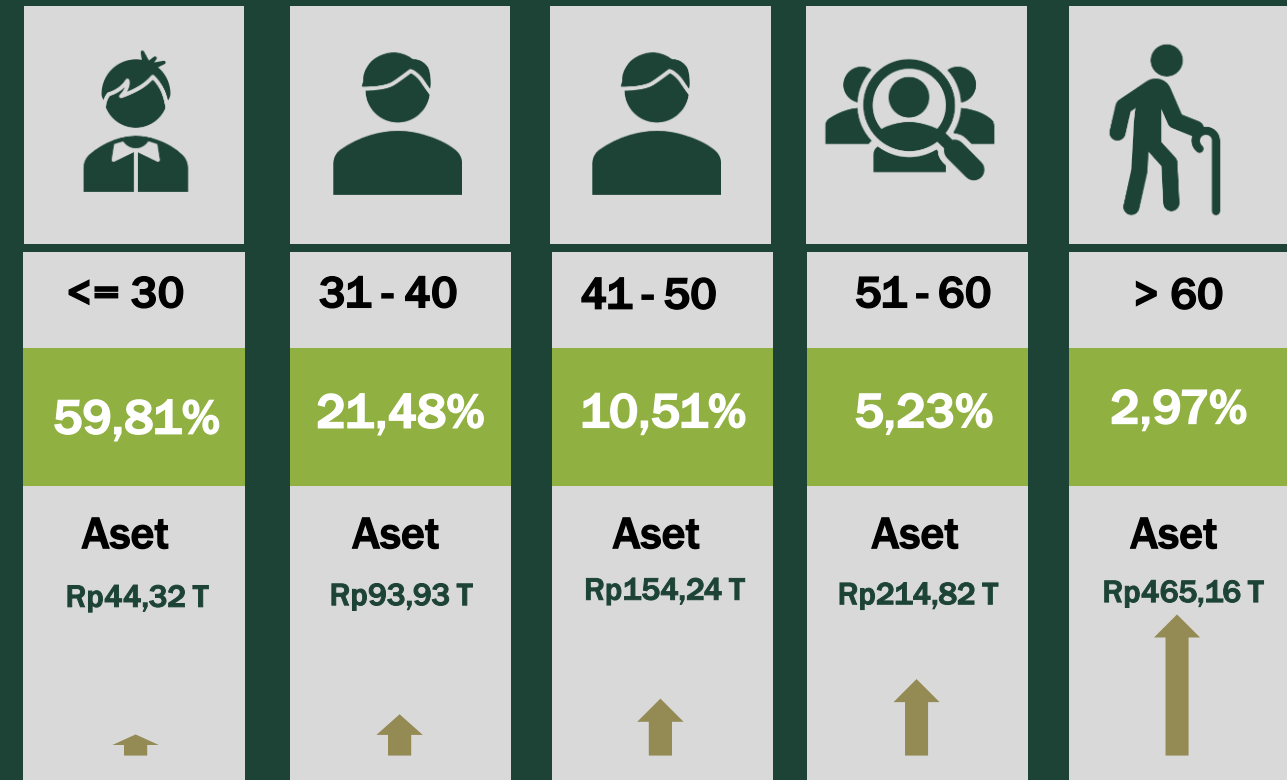 <= 30
31 - 40
41 - 50
51 - 60
> 60
59,81%
21,48%
10,51%
5,23%
2,97%
Aset
Aset
Aset
Aset
Aset
Rp44,32 T
Rp93,93 T
Rp154,24 T
Rp214,82 T
Rp465,16 T